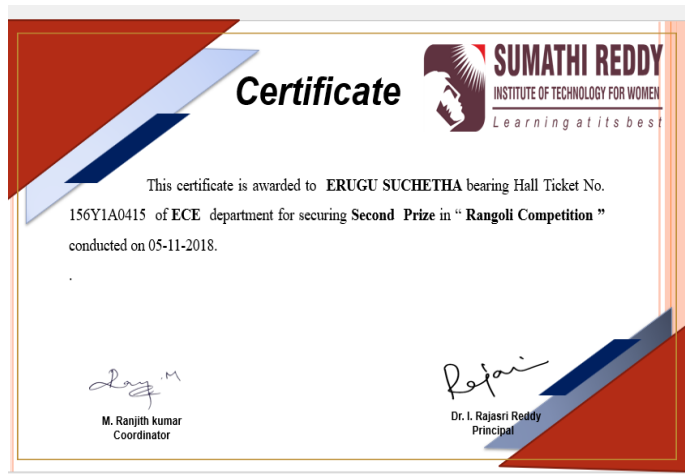 Certificate
SUMATHI REDDY
INSTITUTE OF TECHNOLOGY FOR WOMEN
Learning at its best
This certificate is awarded to ERUGU SUCHETHA bearing Hall Ticket No.
156Y1A0415 of ECE department for securing Second Prize in “ Rangoli Competition ”
conducted on 05-11-2018.
.
M. Ranjith kumar
Coordinator
Dr. I. Rajasri Reddy
Principal